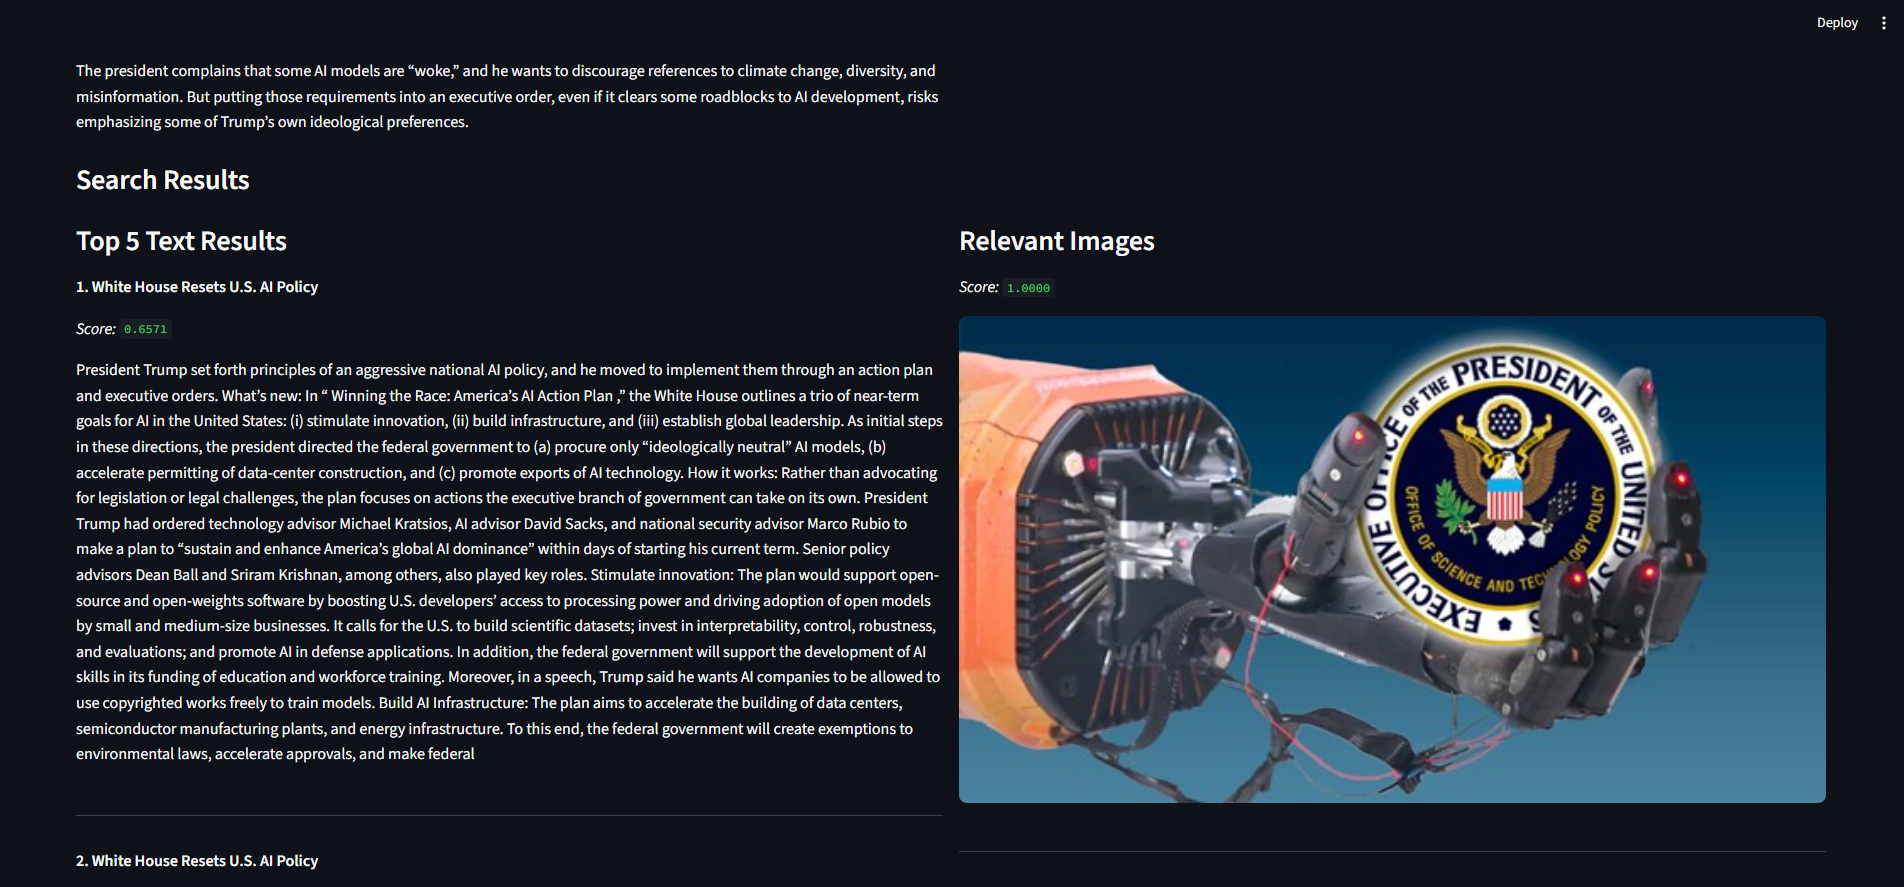 Deploy
The president complains that some AI models are “woke,” and he wants to discourage references to climate change, diversity, and
misinformation. But putting those requirements into an executive order, even if it clears some roadblocks to AI development, risks
emphasizing some of Trump’s own ideological preferences.
Search Results
Top 5 Text Results
1. White House Resets U.S. AI Policy
Score: 0.6571
President Trump set forth principles of an aggressive national AI policy, and he moved to implement them through an action plan
and executive orders. What’s new: In “ Winning the Race: America’s AI Action Plan ,” the White House outlines a trio of near-term
goals for AI in the United States: (i) stimulate innovation, (ii) build infrastructure, and (iii) establish global leadership. As initial steps
in these directions, the president directed the federal government to (a) procure only “ideologically neutral” AI models, (b)
accelerate permitting of data-center construction, and (c) promote exports of AI technology. How it works: Rather than advocating
for legislation or legal challenges, the plan focuses on actions the executive branch of government can take on its own. President
Trump had ordered technology advisor Michael Kratsios, AI advisor David Sacks, and national security advisor Marco Rubio to
make a plan to “sustain and enhance America’s global AI dominance” within days of starting his current term. Senior policy
advisors Dean Ball and Sriram Krishnan, among others, also played key roles. Stimulate innovation: The plan would support open-
source and open-weights software by boosting U.S. developers’ access to processing power and driving adoption of open models
by small and medium-size businesses. It calls for the U.S. to build scientific datasets; invest in interpretability, control, robustness,
and evaluations; and promote AI in defense applications. In addition, the federal government will support the development of AI
skills in its funding of education and workforce training. Moreover, in a speech, Trump said he wants AI companies to be allowed to
use copyrighted works freely to train models. Build AI Infrastructure: The plan aims to accelerate the building of data centers,
semiconductor manufacturing plants, and energy infrastructure. To this end, the federal government will create exemptions to
environmental laws, accelerate approvals, and make federal
2. White House Resets U.S. AI Policy
Relevant Images
Score: 1.0000
EXECUTIVE OFFICE OF THE PRESIDENT OF THE UNITED S
OFFICE OF SCIENCE AND TECHNOLOGY POLICY